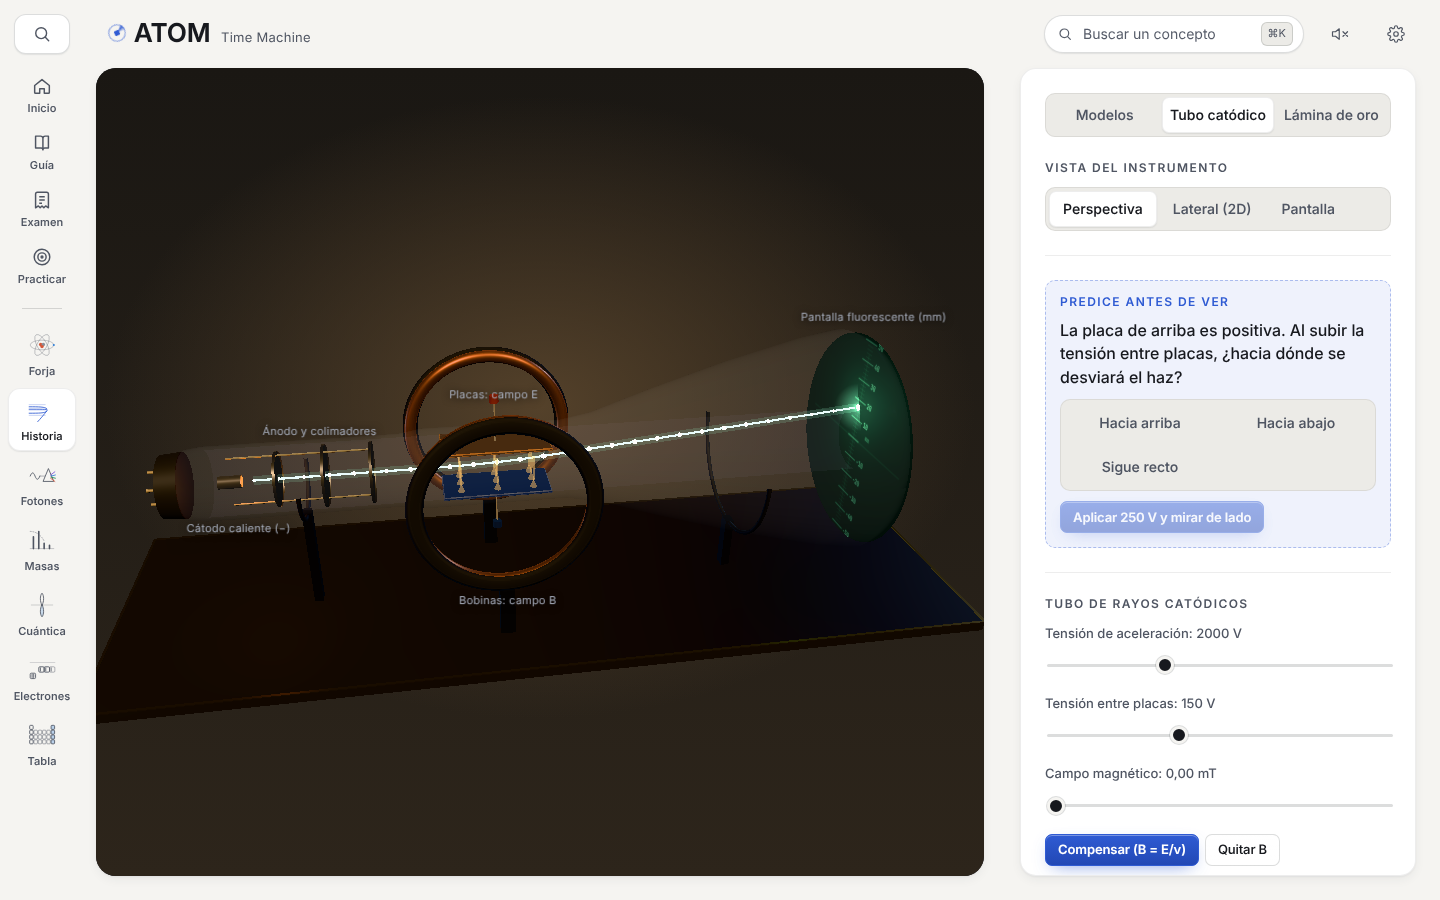 ATOM Time Machine
Buscar un concepto ⌘K
Inicio
Guía
Examen
Practicar
Forja
Historia
Fotones
Masas
Cuántica
Electrones
Tabla
Pantalla fluorescente (mm)
Placas: campo E
Ánodo y colimadores
Cátodo caliente (−)
Bobinas: campo B
Modelos Tubo catódico Lámina de oro
VISTA DEL INSTRUMENTO
Perspectiva Lateral (2D) Pantalla
PREDICE ANTES DE VER
La placa de arriba es positiva. Al subir la
tensión entre placas, ¿hacia dónde se
desviará el haz?
Hacia arriba Hacia abajo
Sigue recto
Aplicar 250 V y mirar de lado
TUBO DE RAYOS CATÓDICOS
Tensión de aceleración: 2000 V
Tensión entre placas: 150 V
Campo magnético: 0,00 mT
Compensar (B = E/v) Quitar B